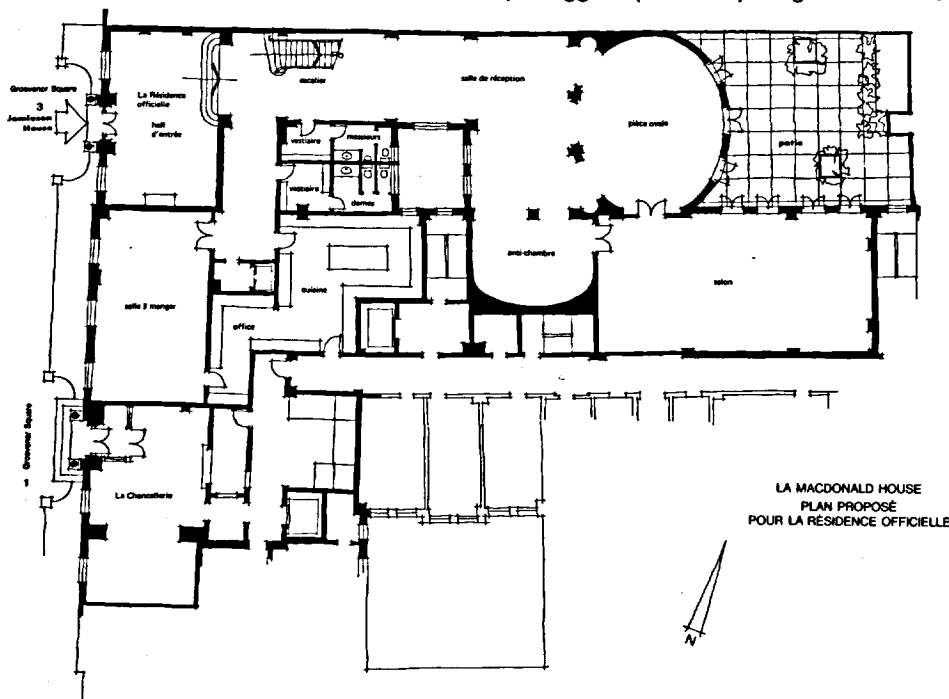 Grosvenor Square
3
Jamieson
House
La Résidence
officielle
hall
d'entrée
escalier
salle de réception
pièce ovale
patio
vestiaire
messieurs
vestiaire
dames
anti-chambre
salon
salle à manger
cuisine
office
1 Grosvenor Square
La Chancellerie
LA MACDONALD HOUSE
PLAN PROPOSÉ
POUR LA RÉSIDENCE OFFICIELLE
N